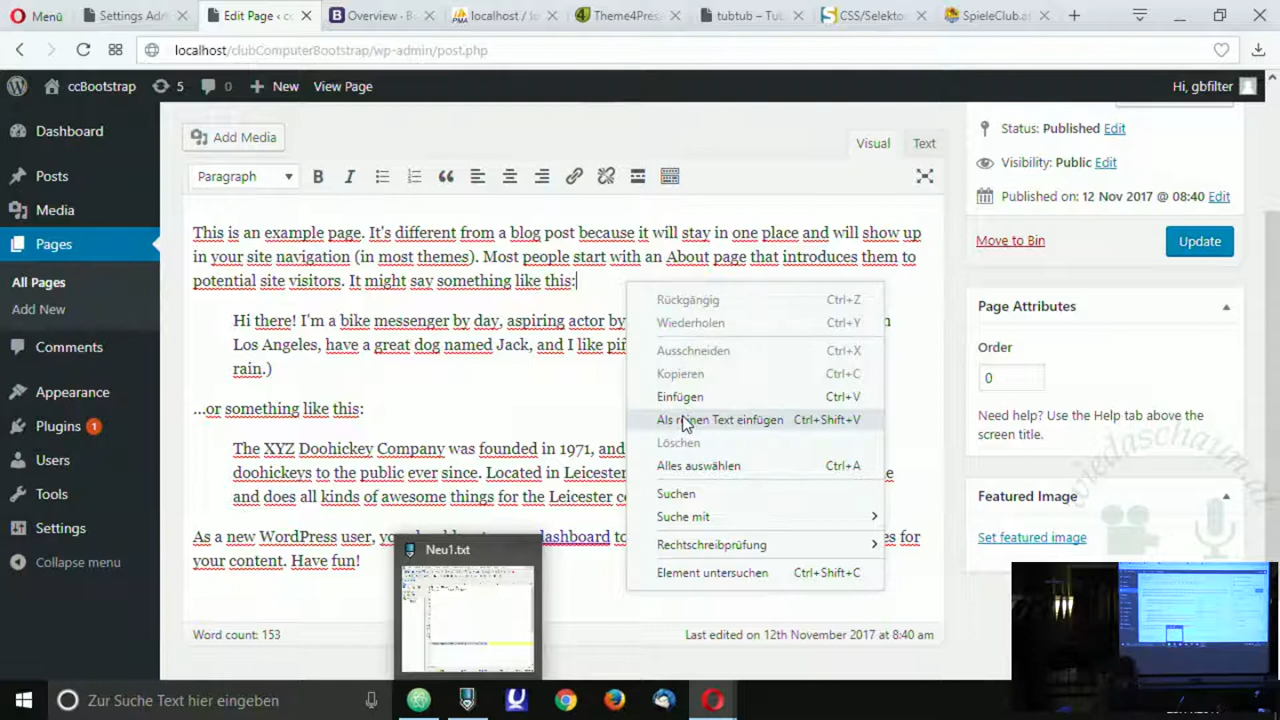 Menü
Settings Adm
Edit Page ‹ cc
Overview · B
localhost / lo
Theme4Pres
tubtub – Tub
CSS/Selekto
SpieleClub.a
localhost/clubComputerBootstrap/wp-admin/post.php
ccBootstrap
5
0
New
View Page
Hi, gbfilter
Dashboard
Posts
Media
Pages
All Pages
Add New
Comments
Appearance
Plugins 1
Users
Tools
Settings
Collapse menu
Add Media
Visual
Text
Paragraph
This is an example page. It's different from a blog post because it will stay in one place and will show up
in your site navigation (in most themes). Most people start with an About page that introduces them to
potential site visitors. It might say something like this:
Hi there! I'm a bike messenger by day, aspiring actor by
Los Angeles, have a great dog named Jack, and I like piñ
rain.)
...or something like this:
The XYZ Doohickey Company was founded in 1971, and
doohickeys to the public ever since. Located in Leicester
and does all kinds of awesome things for the Leicester co
As a new WordPress user, you
dashboard to
es for
your content. Have fun!
Rückgängig Ctrl+Z
Wiederholen Ctrl+Y
Ausschneiden Ctrl+X
Kopieren Ctrl+C
Einfügen Ctrl+V
Als reinen Text einfügen Ctrl+Shift+V
Löschen
Alles auswählen Ctrl+A
Suchen
Suche mit
Rechtschreibprüfung
Element untersuchen Ctrl+Shift+C
Word count: 153
Last edited on 12th November 2017 at 8:40 am
Status: Published Edit
Visibility: Public Edit
Published on: 12 Nov 2017 @ 08:40 Edit
Move to Bin
Update
Page Attributes
Order
0
Need help? Use the Help tab above the
screen title.
Featured Image
Set featured image
wiedaschaun.at
Neu1.txt
Zur Suche Text hier eingeben